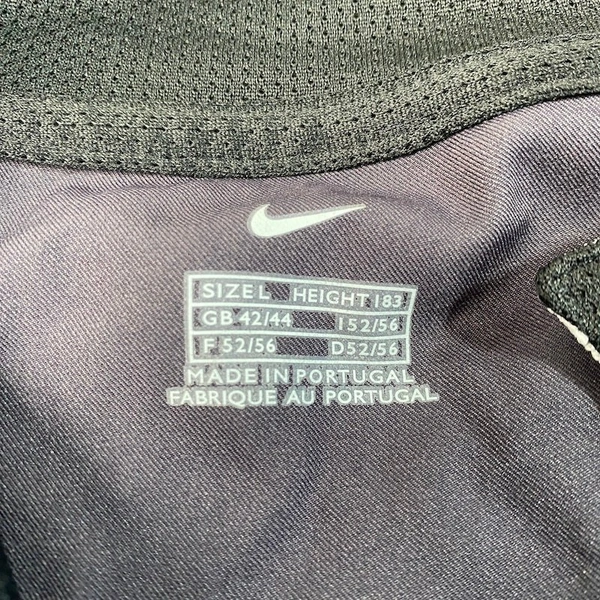 SIZE L HEIGHT 183
GB 42/44 I 52/56
F 52/56 D 52/56
MADE IN PORTUGAL
FABRIQUE AU PORTUGAL